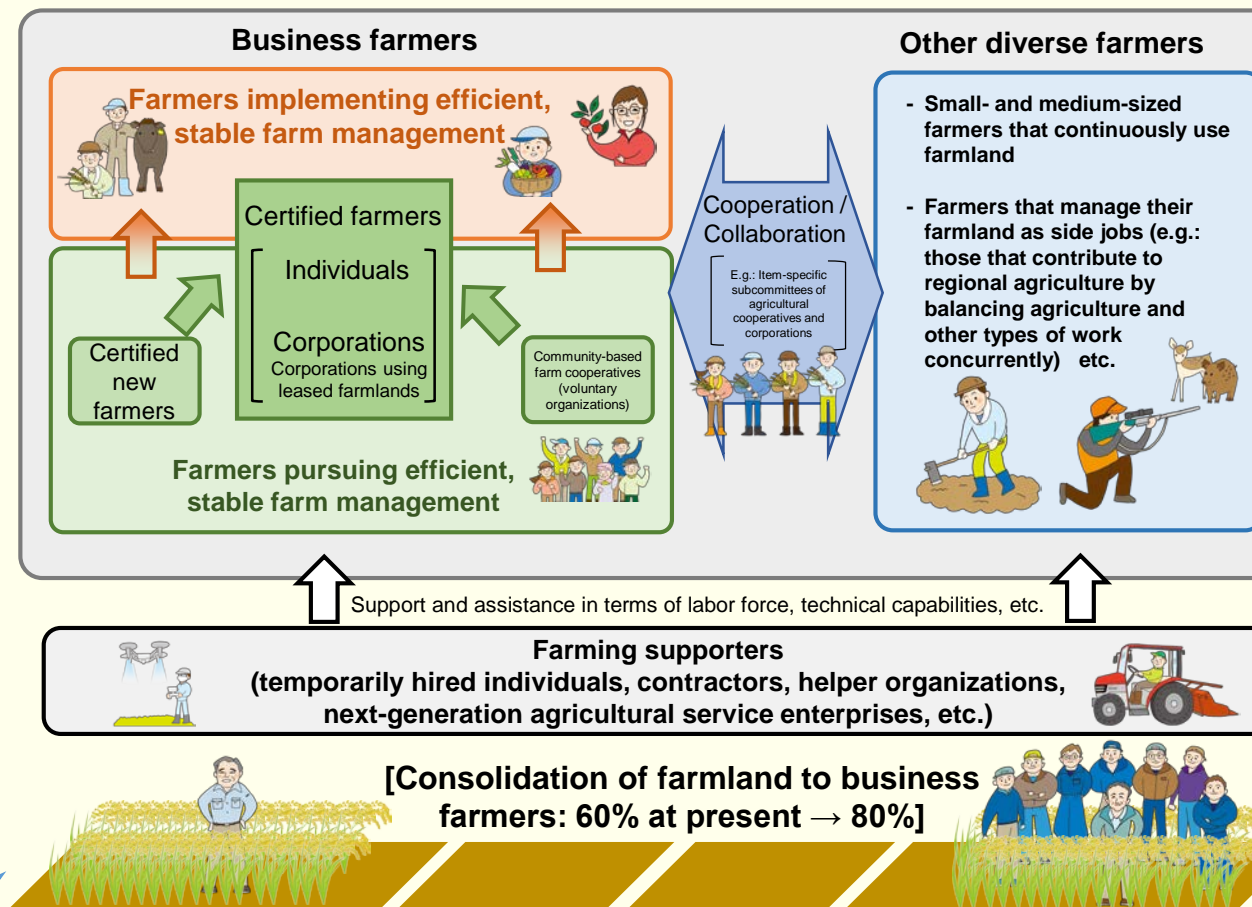 Business farmers
Farmers implementing efficient,
stable farm management
Certified farmers
Individuals
Corporations
Corporations using
leased farmlands
Certified
new
farmers
Community-based
farm cooperatives
(voluntary
organizations)
Farmers pursuing efficient,
stable farm management
Cooperation /
Collaboration
E.g.: Item-specific
subcommittees of
agricultural
cooperatives and
corporations
Other diverse farmers
- Small- and medium-sized
farmers that continuously use
farmland
- Farmers that manage their
farmland as side jobs (e.g.:
those that contribute to
regional agriculture by
balancing agriculture and
other types of work
concurrently) etc.
Support and assistance in terms of labor force, technical capabilities, etc.
Farming supporters
(temporarily hired individuals, contractors, helper organizations,
next-generation agricultural service enterprises, etc.)
[Consolidation of farmland to business
farmers: 60% at present → 80%]